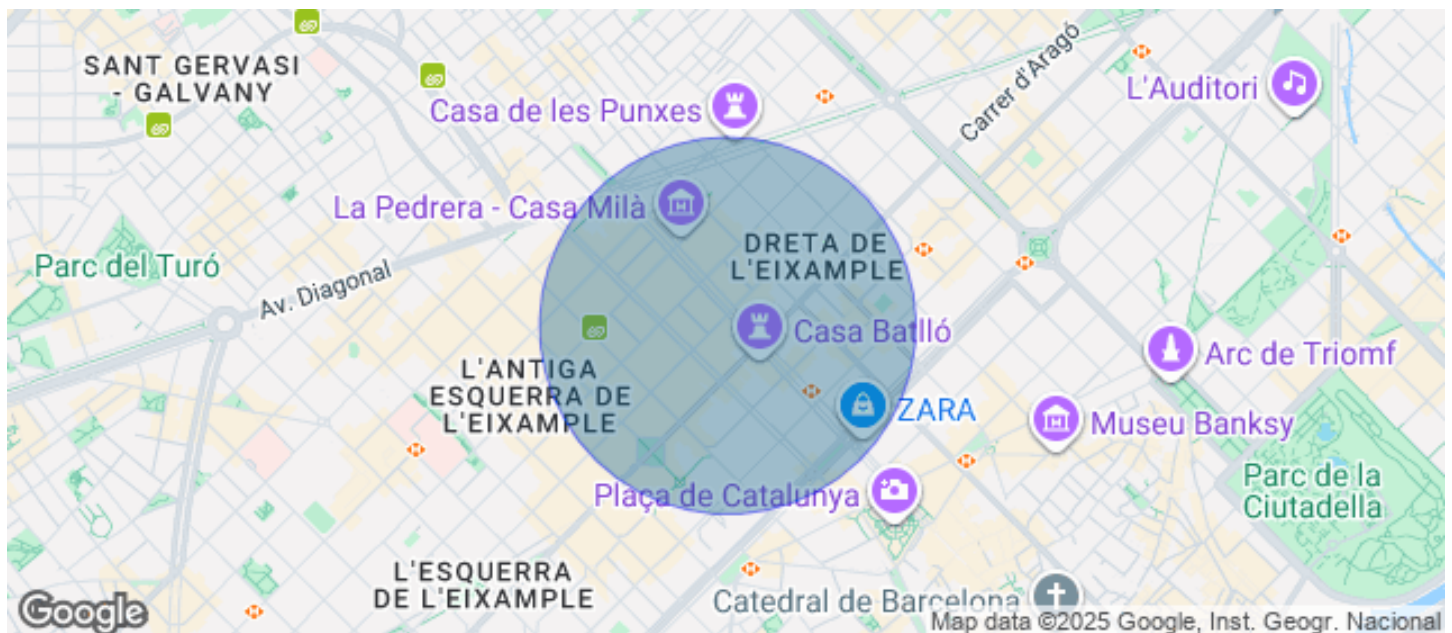 SANT GERVASI
- GALVANY
Casa de les Punxes
Carrer d'Aragó
L'Auditori
La Pedrera - Casa Milà
DRETA DE
L'EIXAMPLE
Parc del Turó
Av. Diagonal
Casa Batlló
L'ANTIGA
ESQUERRA DE
L'EIXAMPLE
Arc de Triomf
ZARA
Museu Banksy
Plaça de Catalunya
Parc de la
Ciutadella
L'ESQUERRA
DE L'EIXAMPLE
Catedral de Barcelona
Google
Map data ©2025 Google, Inst. Geogr. Nacional